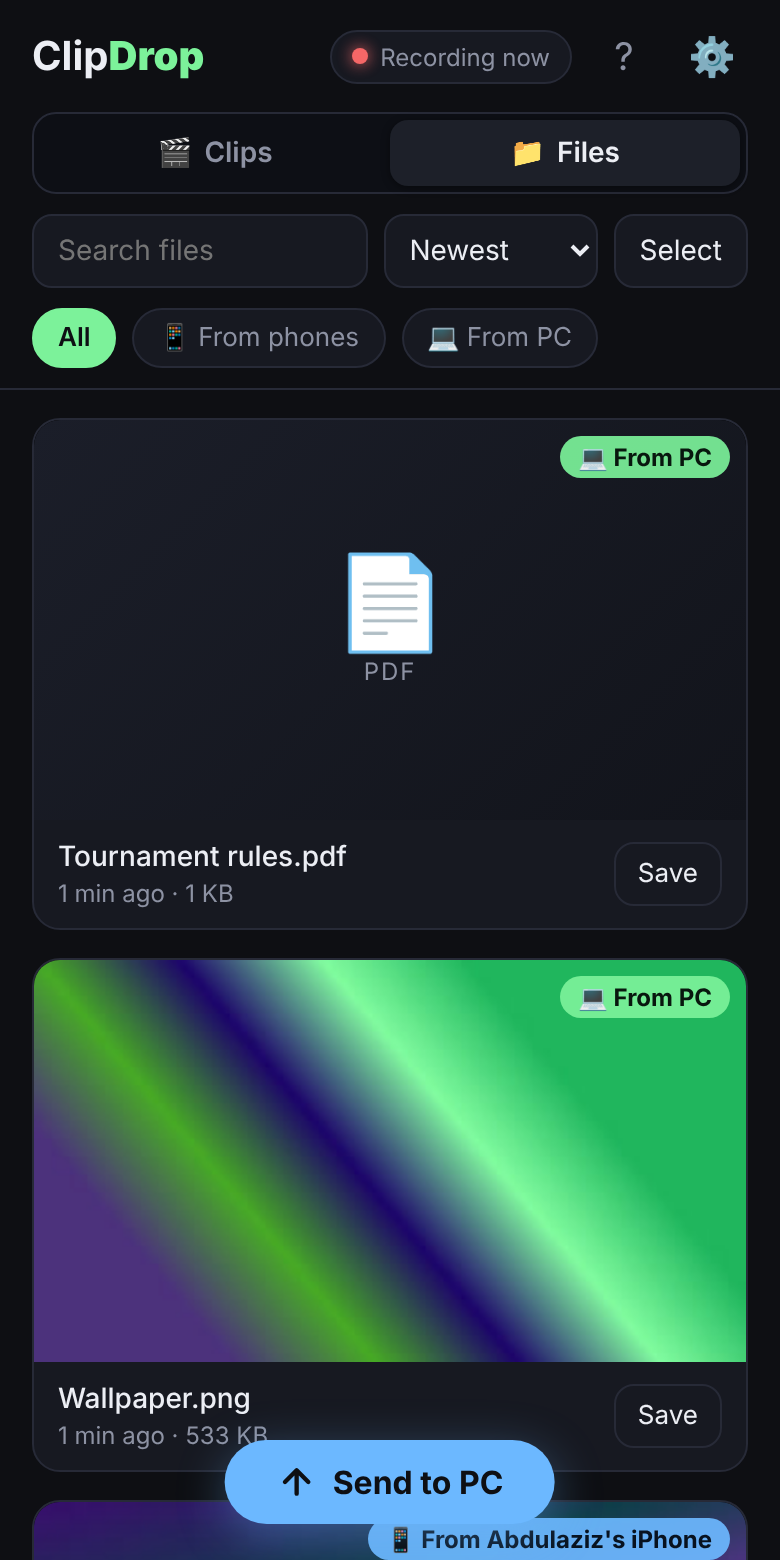 ClipDrop
Recording now
?
Clips
Files
Search files
Newest
Select
All
From phones
From PC
From PC
PDF
Tournament rules.pdf
1 min ago · 1 KB
Save
From PC
Wallpaper.png
1 min ago · 533 KB
Save
↑ Send to PC
From Abdulaziz's iPhone